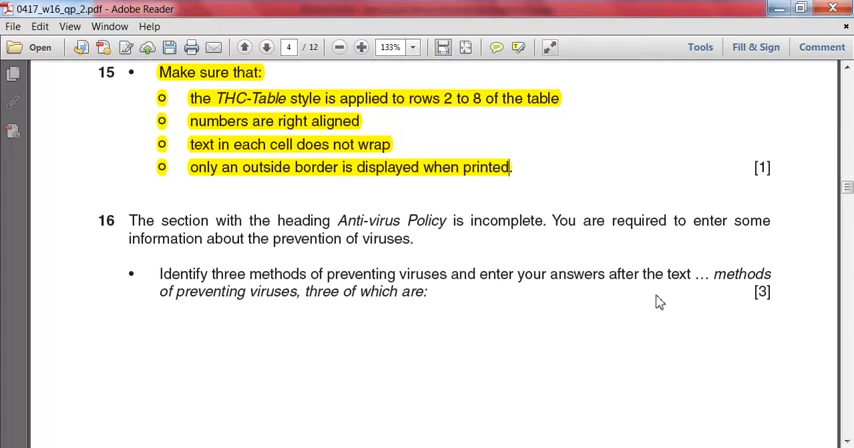 0417_w16_qp_2.pdf - Adobe Reader
File Edit View Window Help
Open 4 / 12 133% Tools Fill & Sign Comment
15 • Make sure that:
o the THC-Table style is applied to rows 2 to 8 of the table
o numbers are right aligned
o text in each cell does not wrap
o only an outside border is displayed when printed. [1]
16 The section with the heading Anti-virus Policy is incomplete. You are required to enter some
information about the prevention of viruses.
• Identify three methods of preventing viruses and enter your answers after the text … methods
of preventing viruses, three of which are: [3]